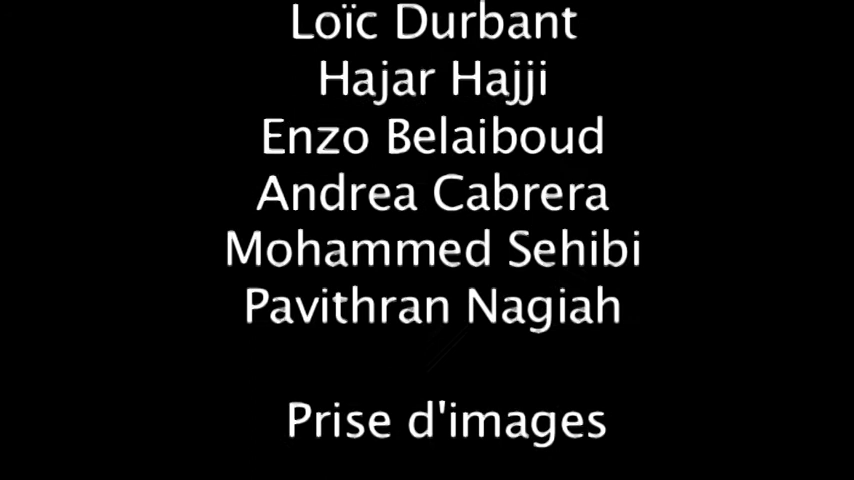 Loïc Durbant
Hajar Hajji
Enzo Belaiboud
Andrea Cabrera
Mohammed Sehibi
Pavithran Nagiah
Prise d'images